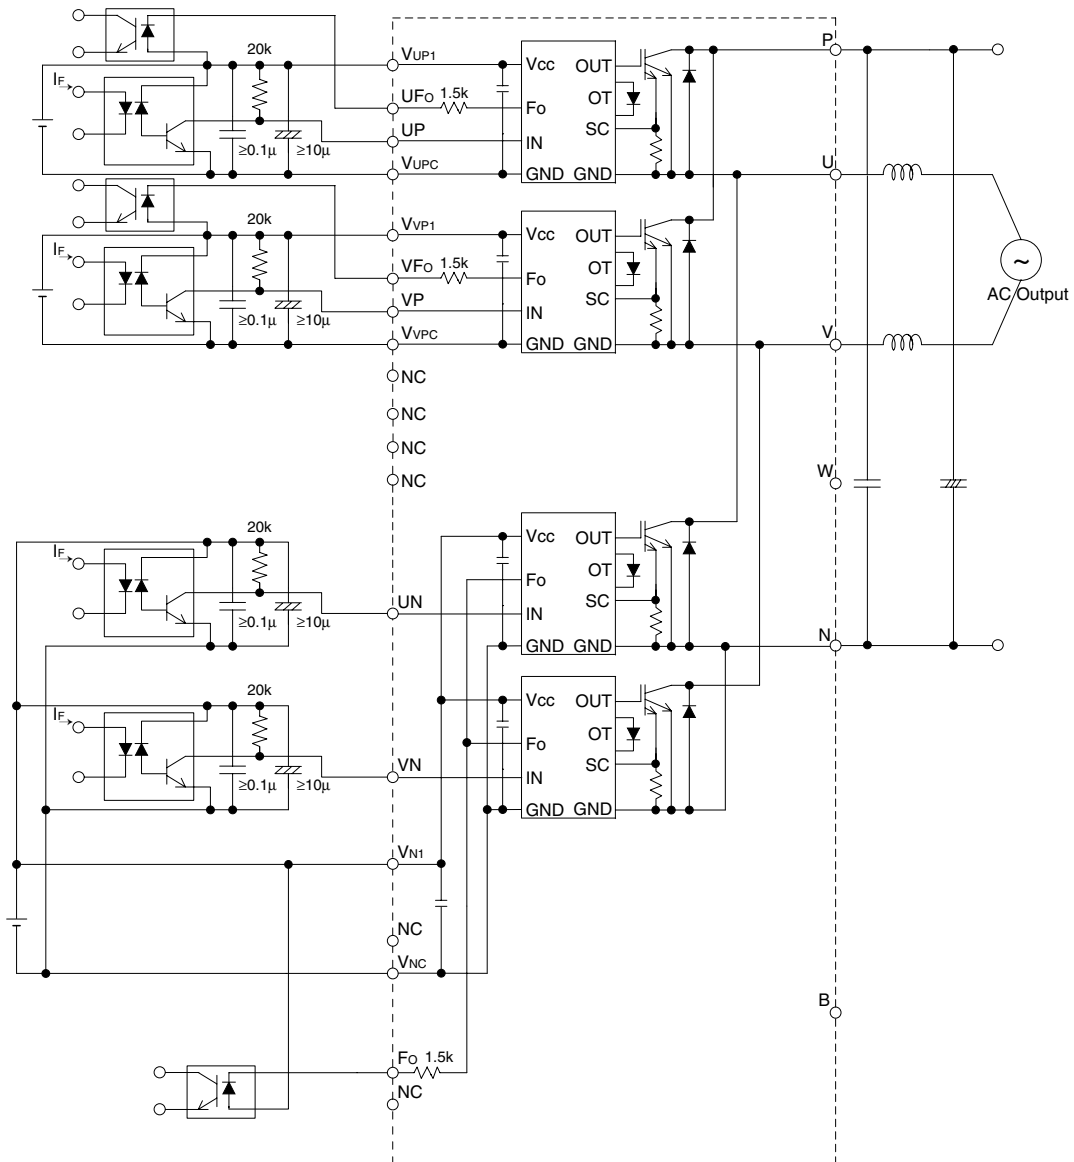 P
20k
VUP1
Vcc
OUT
IF
UFO 1.5k
Fo
OT
UP
IN
SC
≥0.1µ
≥10µ
VUPC
GND GND
U
20k
VVP1
Vcc
OUT
IF
VFO 1.5k
Fo
OT
~
AC Output
VP
IN
SC
≥0.1µ
≥10µ
VVPC
GND GND
V
NC
NC
NC
NC
W
20k
Vcc
OUT
IF
Fo
OT
UN
IN
SC
≥0.1µ
≥10µ
GND GND
N
20k
Vcc
OUT
IF
Fo
OT
VN
IN
SC
≥0.1µ
≥10µ
GND GND
VN1
NC
VNC
B
FO 1.5k
NC